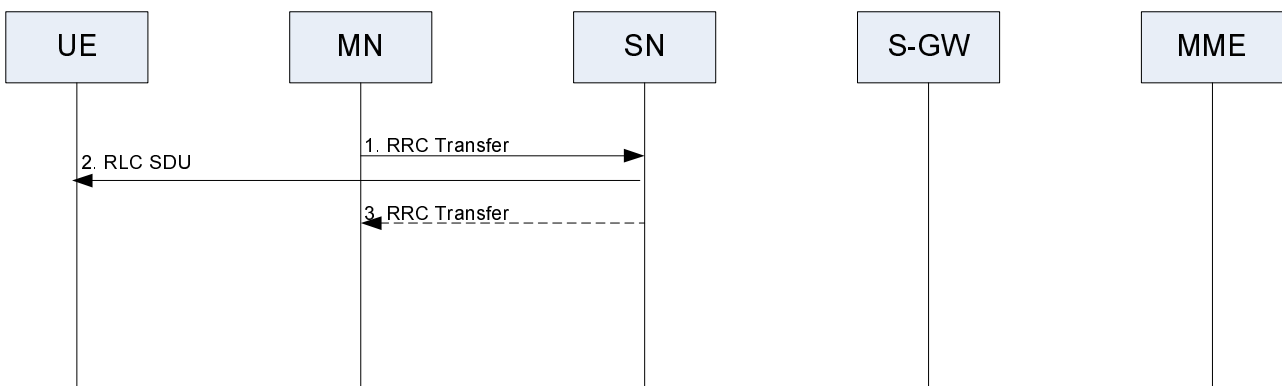 UE
MN
SN
S-GW
MME
1. RRC Transfer
2. RLC SDU
3. RRC Transfer